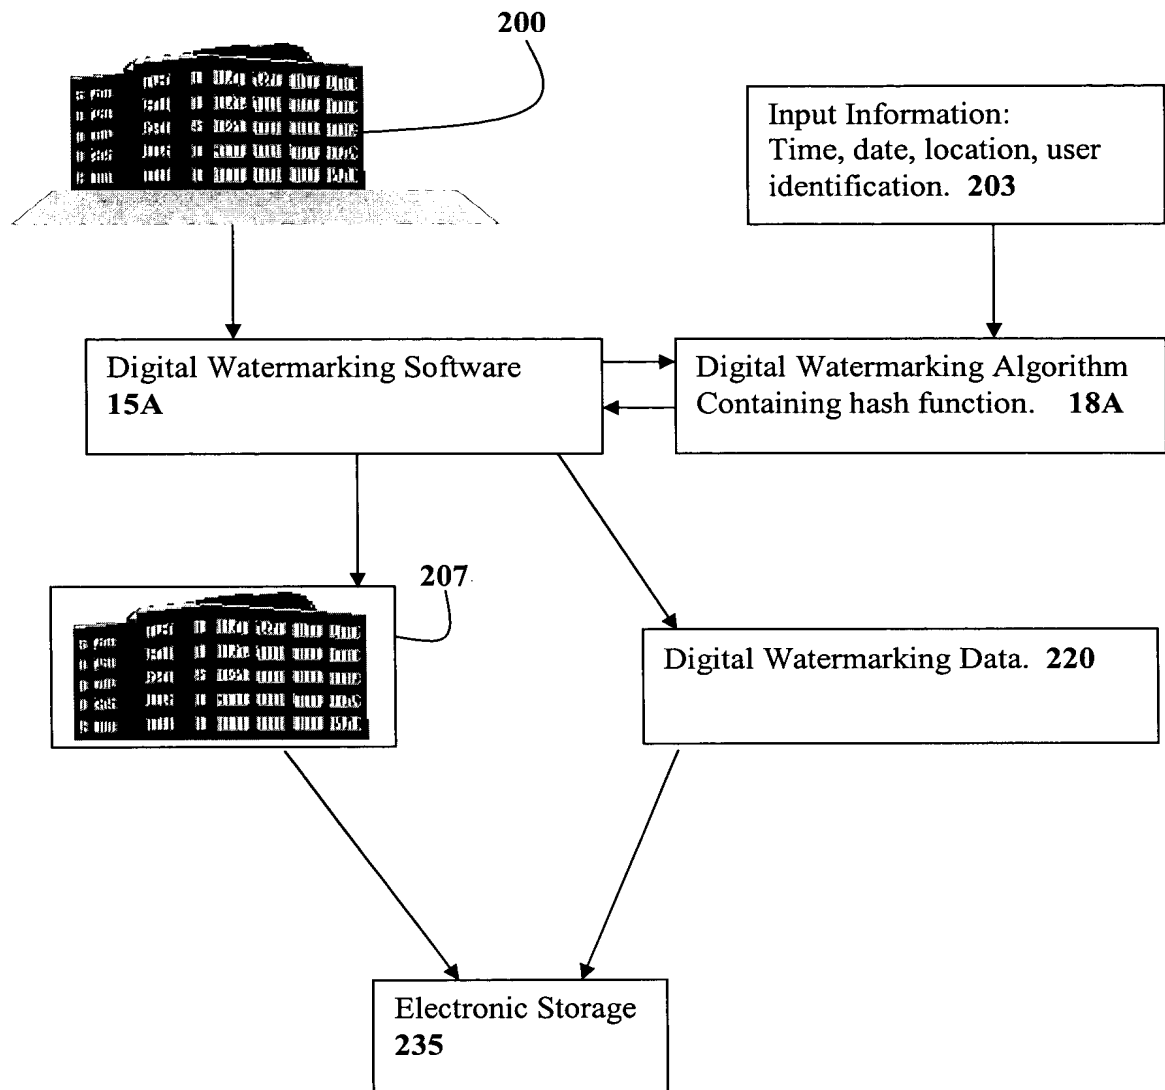 200
Input Information:
Time, date, location, user
identification. 203
Digital Watermarking Software
15A
Digital Watermarking Algorithm
Containing hash function. 18A
207
Digital Watermarking Data. 220
Electronic Storage
235